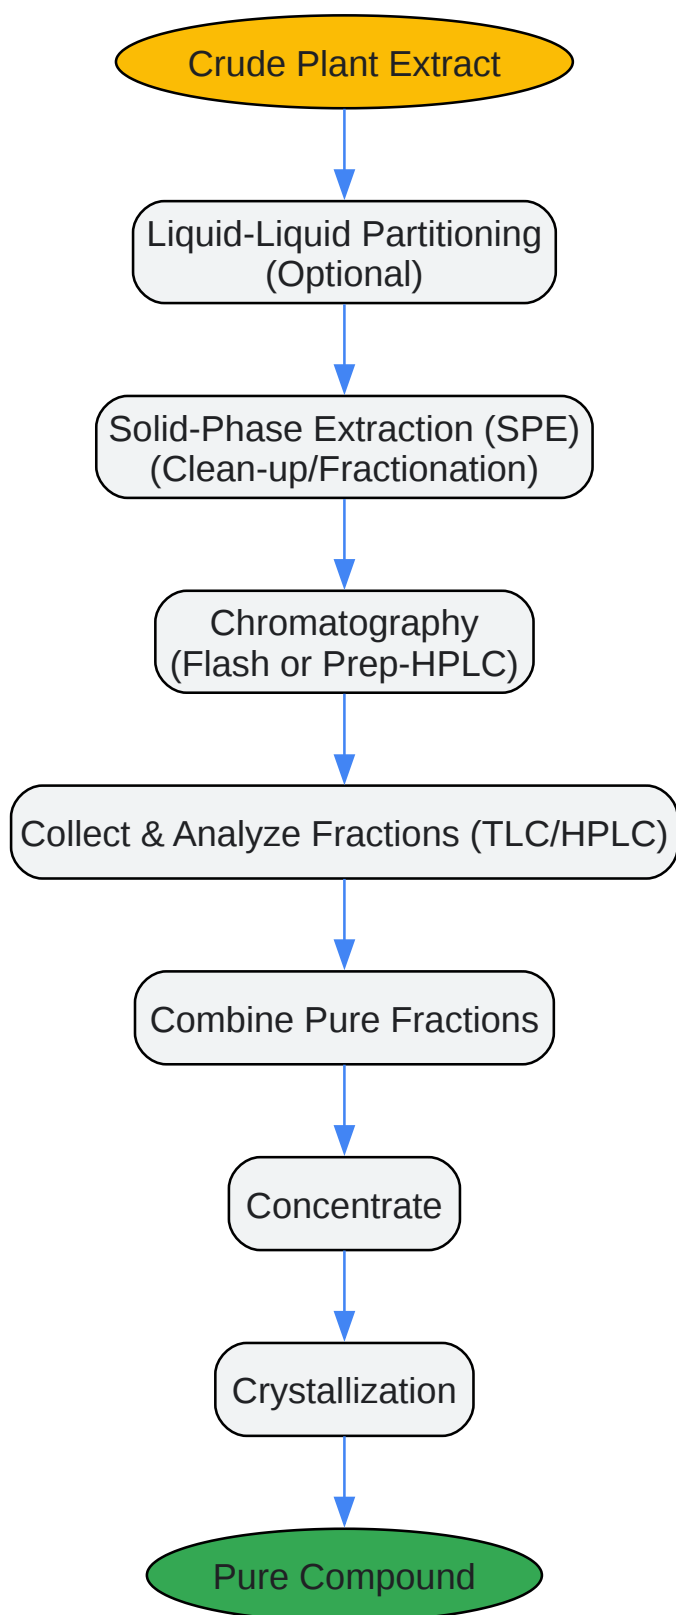 Crude Plant Extract
Liquid-Liquid Partitioning
(Optional)
Solid-Phase Extraction (SPE)
(Clean-up/Fractionation)
Chromatography
(Flash or Prep-HPLC)
Collect & Analyze Fractions (TLC/HPLC)
Combine Pure Fractions
Concentrate
Crystallization
Pure Compound